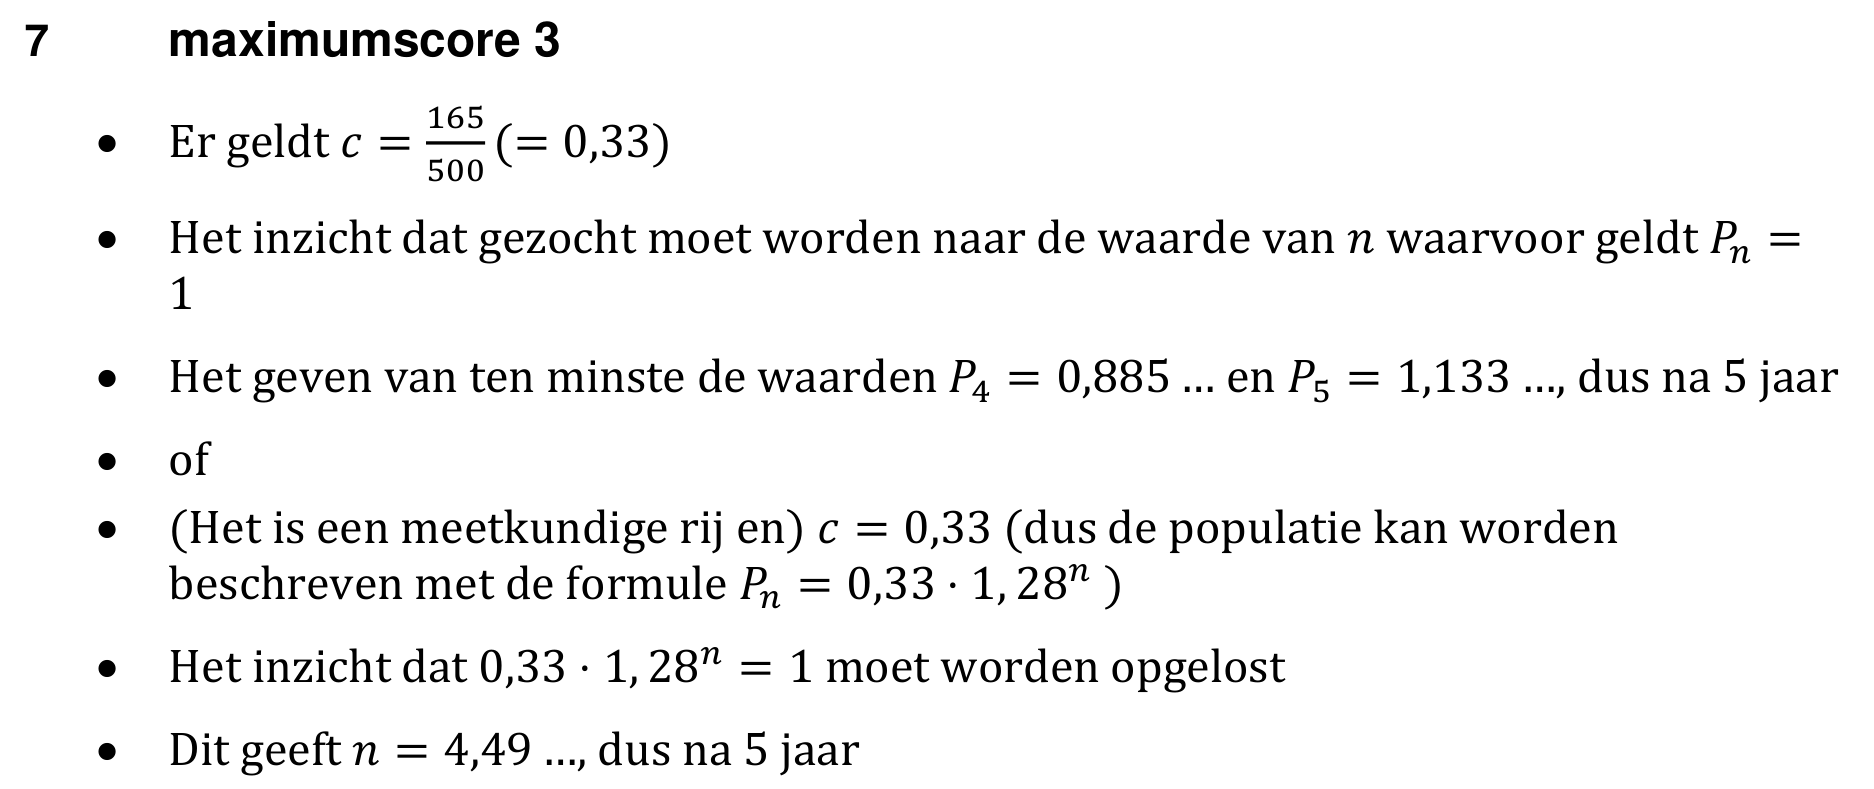 7 maximumscore 3
• Er geldt c = 165/500 (= 0,33)
• Het inzicht dat gezocht moet worden naar de waarde van n waarvoor geldt Pₙ =
1
• Het geven van ten minste de waarden P₄ = 0,885 ... en P₅ = 1,133 ..., dus na 5 jaar
• of
• (Het is een meetkundige rij en) c = 0,33 (dus de populatie kan worden
beschreven met de formule Pₙ = 0,33 · 1, 28ⁿ )
• Het inzicht dat 0,33 · 1, 28ⁿ = 1 moet worden opgelost
• Dit geeft n = 4,49 ..., dus na 5 jaar